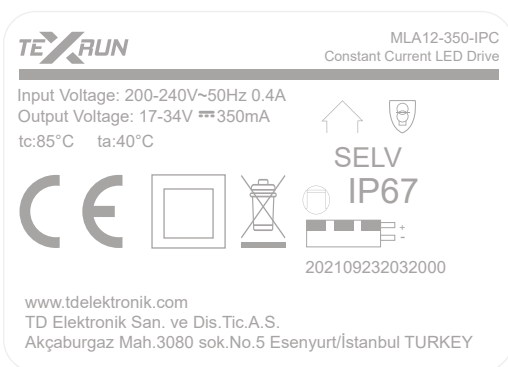 TEXRUN
MLA12-350-IPC
Constant Current LED Drive
Input Voltage: 200-240V~50Hz 0.4A
Output Voltage: 17-34V ⎓350mA
tc:85°C ta:40°C
SELV
IP67
+
-
202109232032000
www.tdelektronik.com
TD Elektronik San. ve Dis.Tic.A.S.
Akçaburgaz Mah.3080 sok.No.5 Esenyurt/İstanbul TURKEY